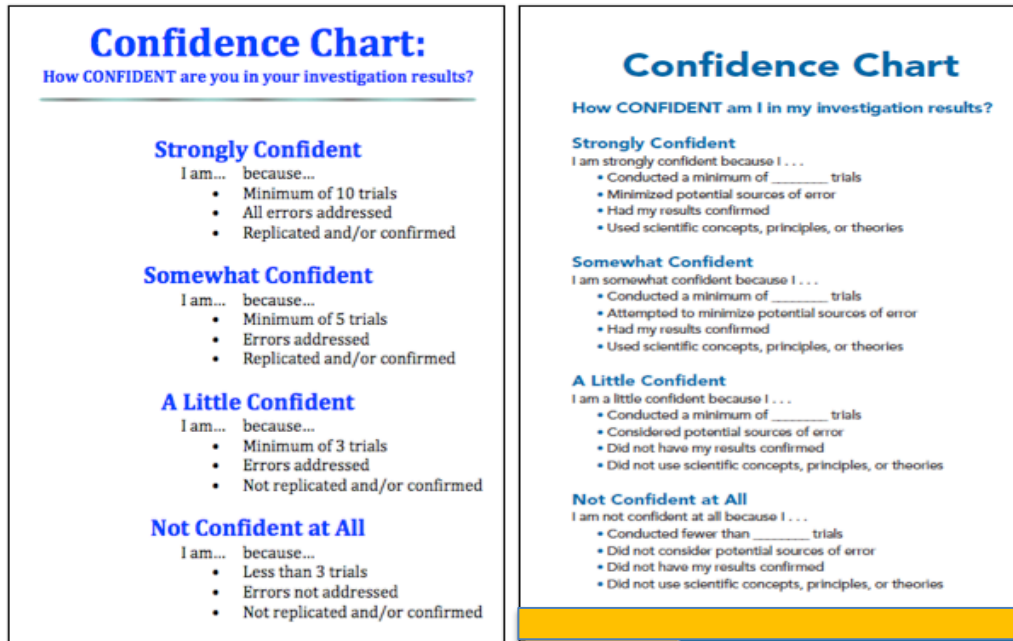 Confidence Chart:
How CONFIDENT are you in your investigation results?
Strongly Confident
I am... because...
• Minimum of 10 trials
• All errors addressed
• Replicated and/or confirmed
Somewhat Confident
I am... because...
• Minimum of 5 trials
• Errors addressed
• Replicated and/or confirmed
A Little Confident
I am... because...
• Minimum of 3 trials
• Errors addressed
• Not replicated and/or confirmed
Not Confident at All
I am... because...
• Less than 3 trials
• Errors not addressed
• Not replicated and/or confirmed
Confidence Chart
How CONFIDENT am I in my investigation results?
Strongly Confident
I am strongly confident because I . . .
• Conducted a minimum of ________ trials
• Minimized potential sources of error
• Had my results confirmed
• Used scientific concepts, principles, or theories
Somewhat Confident
I am somewhat confident because I . . .
• Conducted a minimum of ________ trials
• Attempted to minimize potential sources of error
• Had my results confirmed
• Used scientific concepts, principles, or theories
A Little Confident
I am a little confident because I . . .
• Conducted a minimum of ________ trials
• Considered potential sources of error
• Did not have my results confirmed
• Did not use scientific concepts, principles, or theories
Not Confident at All
I am not confident at all because I . . .
• Conducted fewer than ________ trials
• Did not consider potential sources of error
• Did not have my results confirmed
• Did not use scientific concepts, principles, or theories